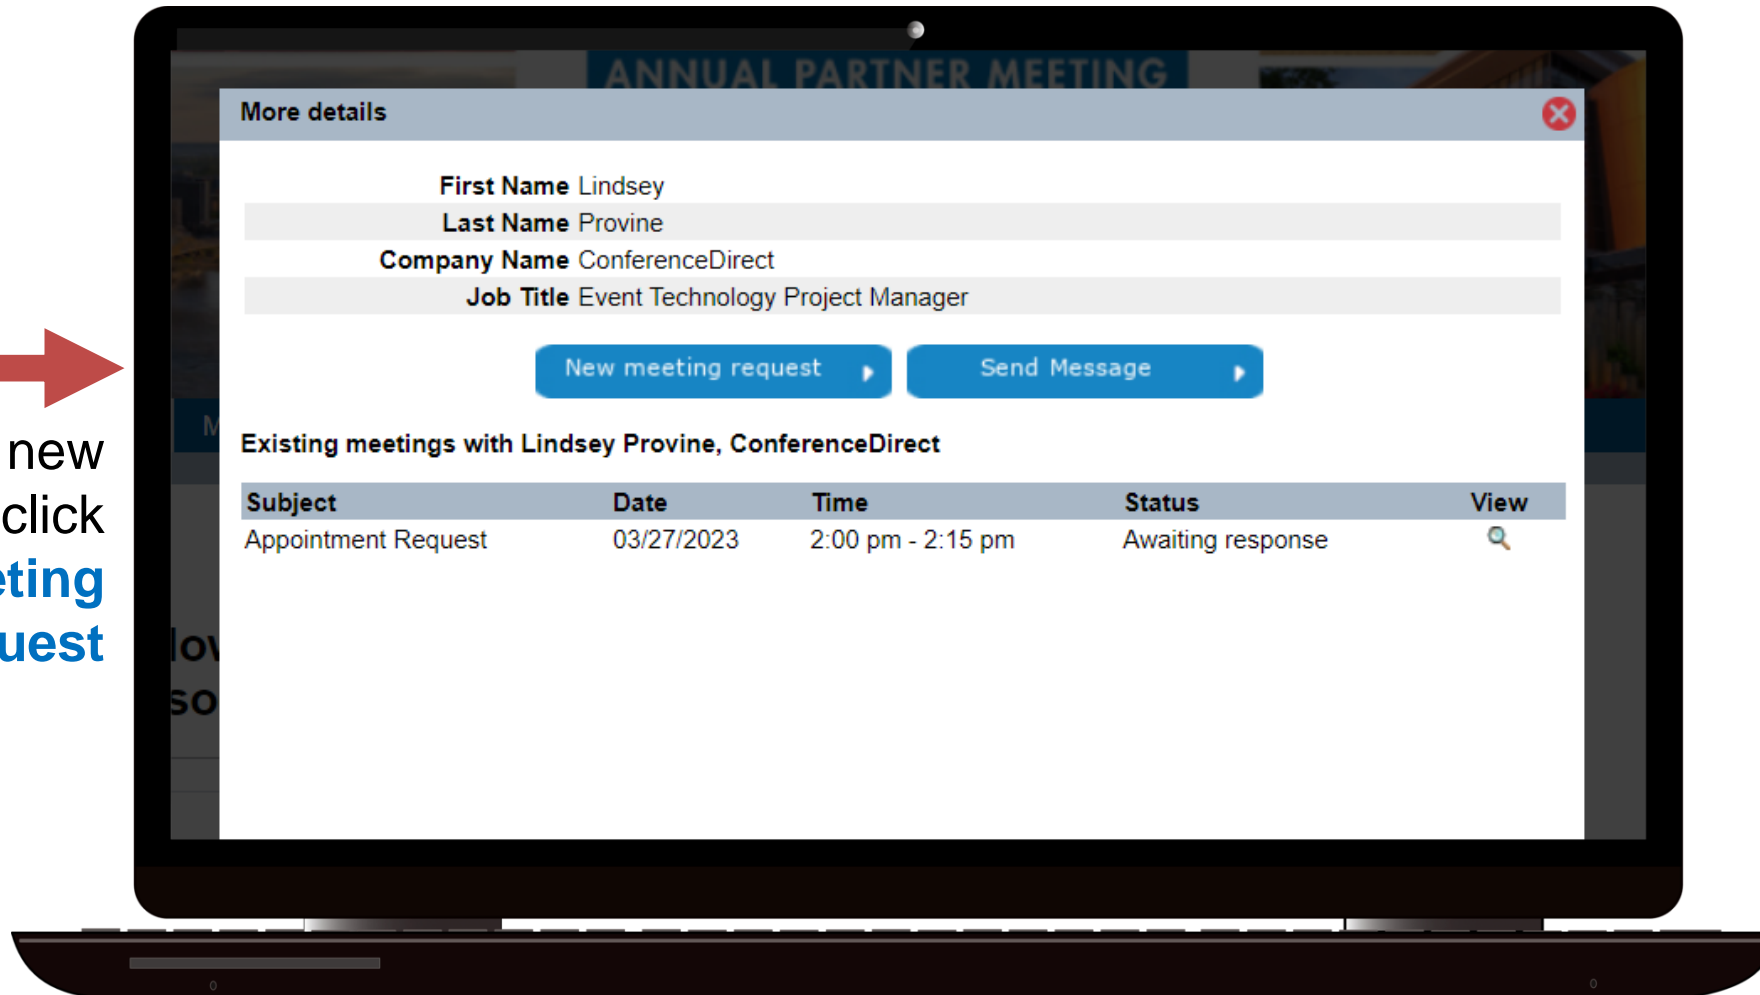 ANNUAL PARTNER MEETING
More details
First Name Lindsey
Last Name Provine
Company Name ConferenceDirect
Job Title Event Technology Project Manager
New meeting request Send Message
new
click
eting
uest
Existing meetings with Lindsey Provine, ConferenceDirect
Subject Date Time Status View
Appointment Request 03/27/2023 2:00 pm - 2:15 pm Awaiting response